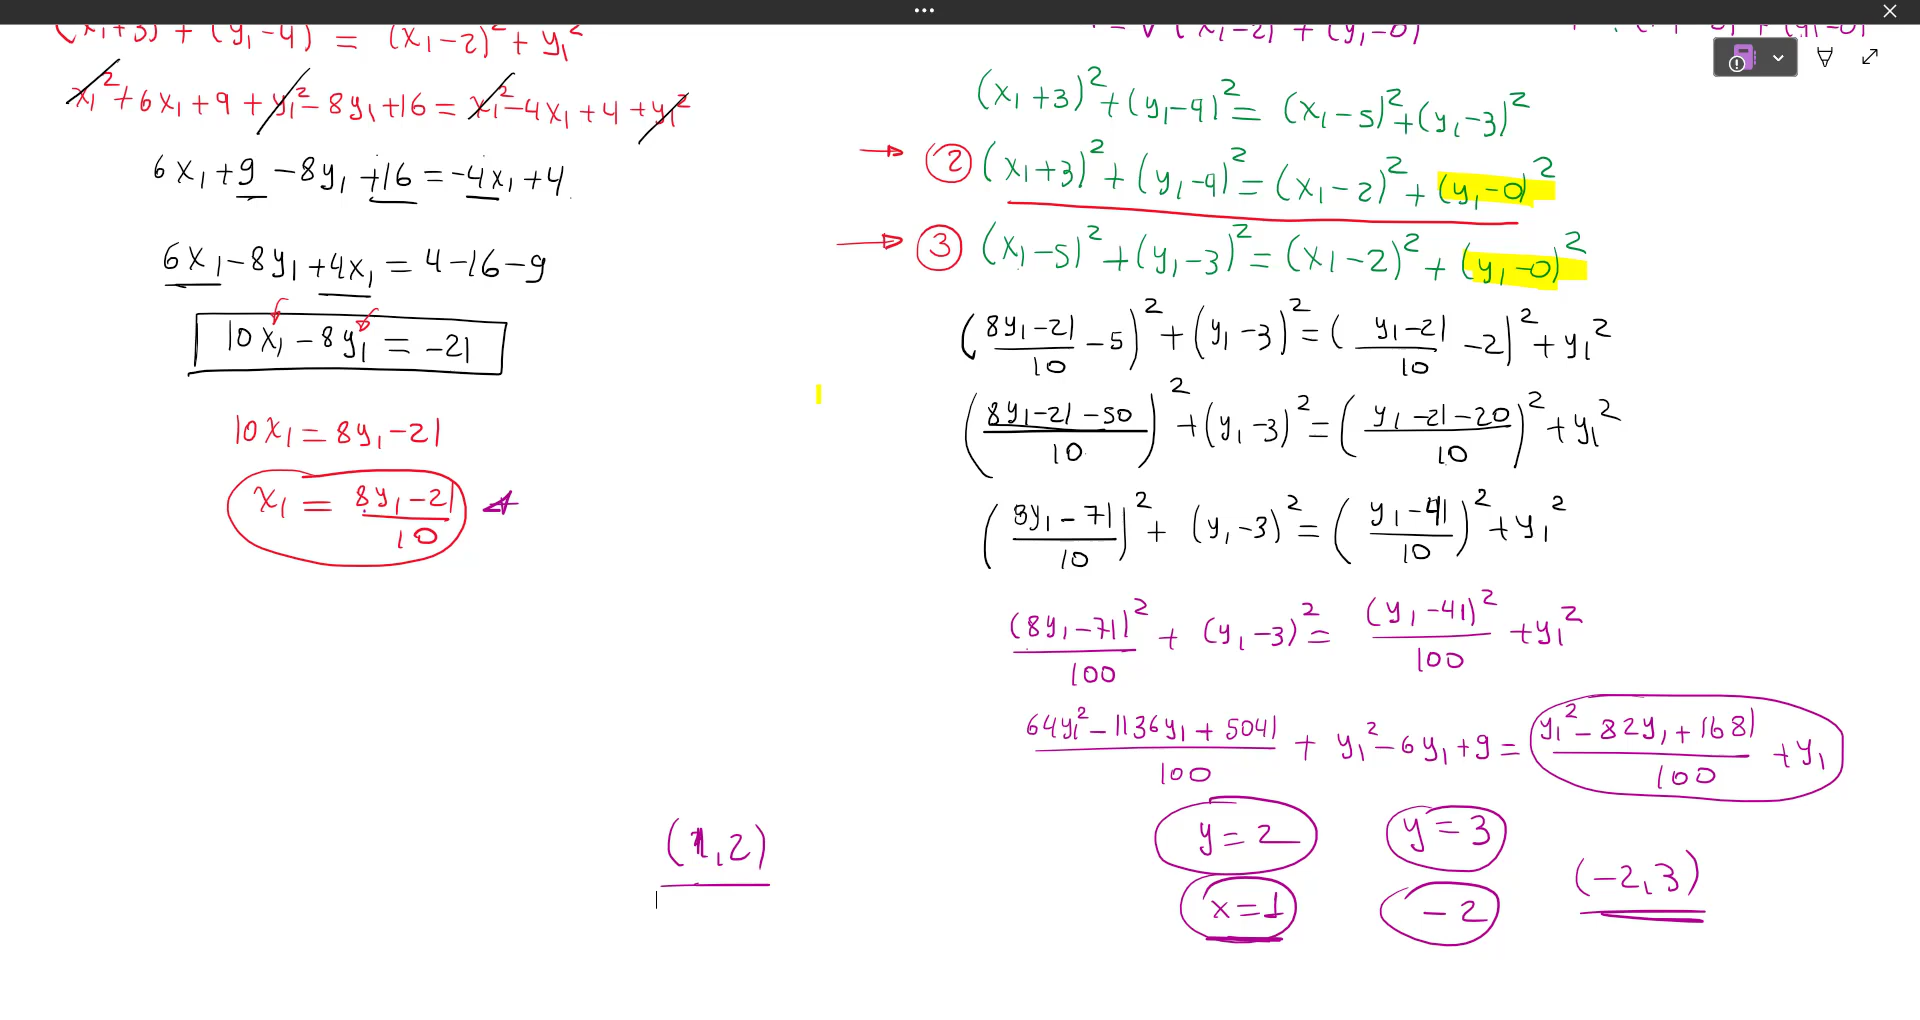 (x₁+3) + (y₁-4) = (x₁-2)² + y₁²
x₁²+6x₁+9+y₁²-8y₁+16 = x₁²-4x₁+4+y₁²
6x₁+9-8y₁+16 = -4x₁+4
6x₁-8y₁+4x₁ = 4-16-9
10x₁-8y₁ = -21
10x₁ = 8y₁-21
x₁ = (8y₁-21)/10
(1,2)
(x₁+3)²+(y₁-9)² = (x₁-5)²+(y₁-3)²
→ ② (x₁+3)²+(y₁-9)² = (x₁-2)²+(y₁-0)²
→ ③ (x₁-5)²+(y₁-3)² = (x₁-2)²+(y₁-0)²
((8y₁-21)/10 -5)²+(y₁-3)² = ((y₁-21)/10 -2)²+y₁²
((8y₁-21-50)/10)²+(y₁-3)² = ((y₁-21-20)/10)²+y₁²
((8y₁-71)/10)²+(y₁-3)² = ((y₁-41)/10)²+y₁²
(8y₁-71)²/100 + (y₁-3)² = (y₁-41)²/100 + y₁²
(64y₁²-1136y₁+5041)/100 + y₁²-6y₁+9 = (y₁²-82y₁+1681)/100 + y₁
y=2 y=3
x=1 -2 (-2,3)